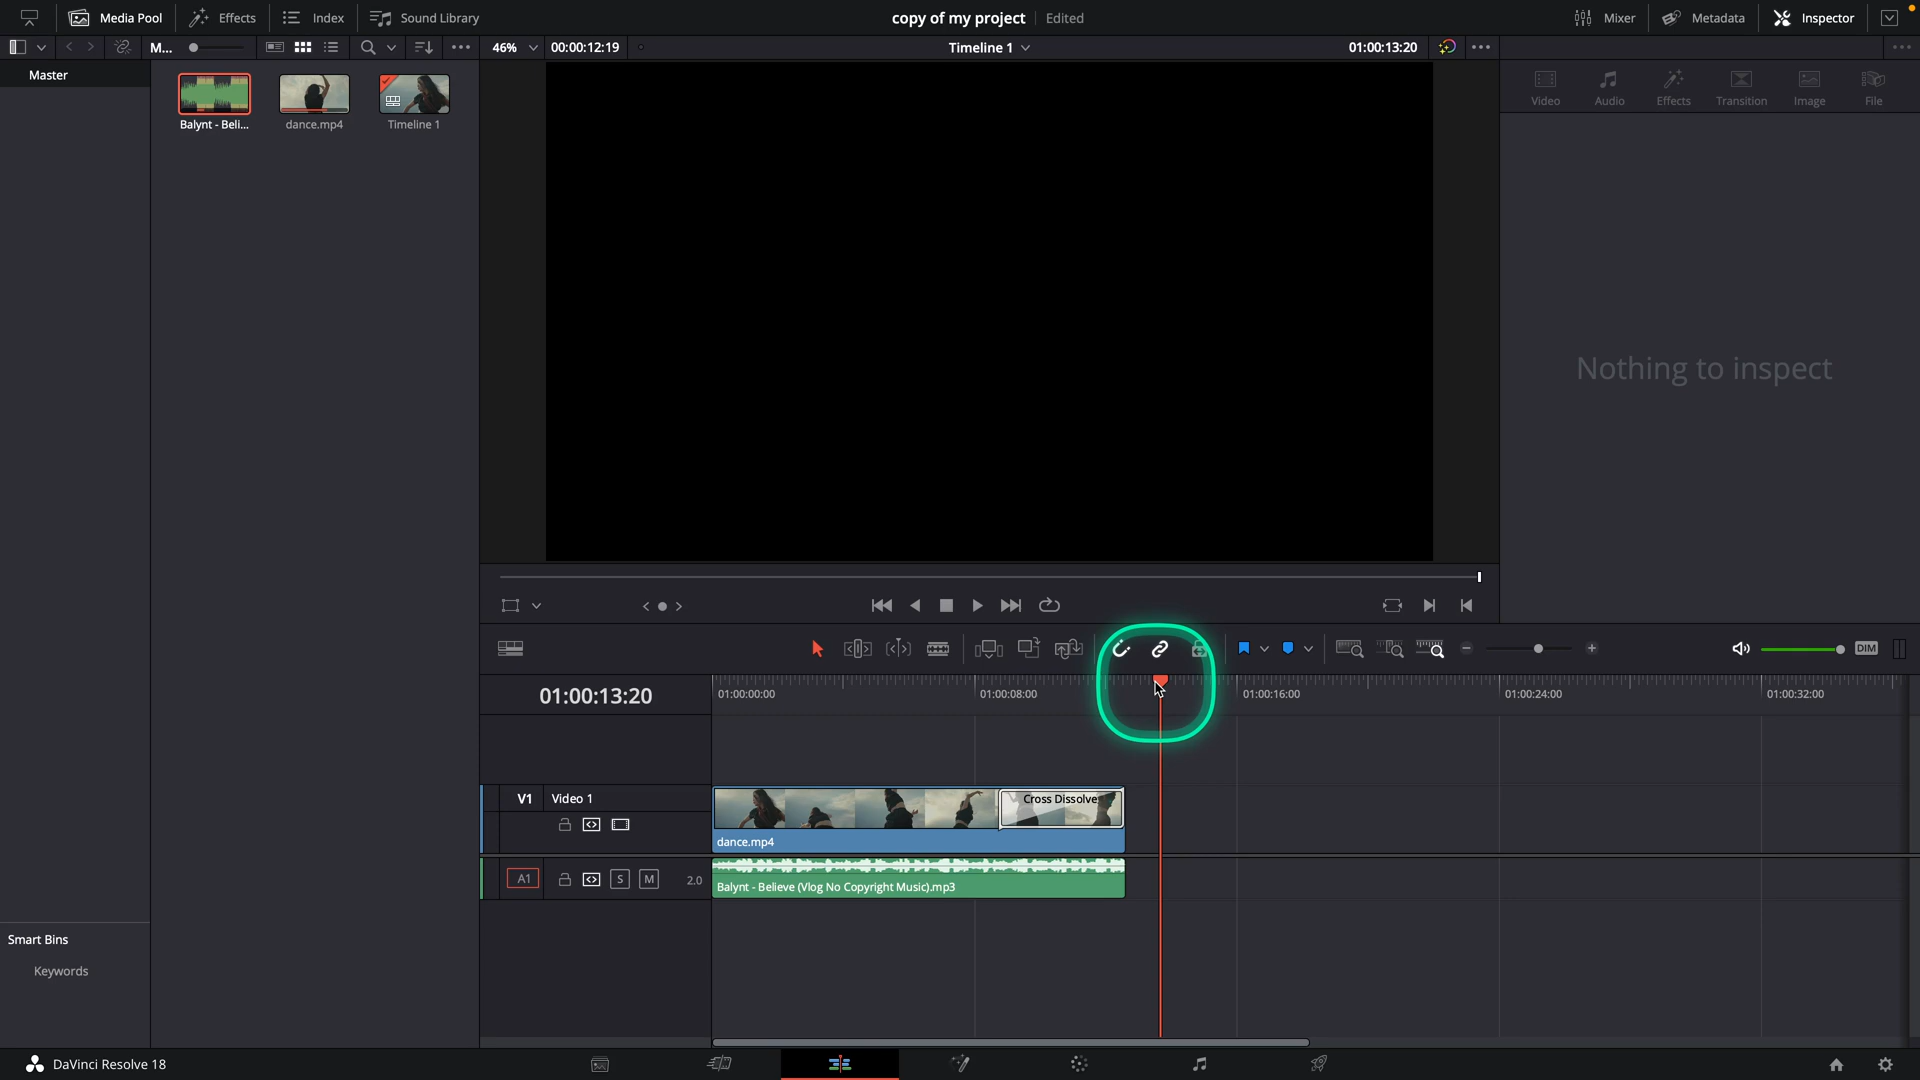 Media Pool
Effects
Index
Sound Library
copy of my project
Edited
Mixer
Metadata
Inspector
M...
46%
00:00:12:19
Timeline 1
01:00:13:20
Master
Balynt - Beli...
dance.mp4
Timeline 1
Video
Audio
Effects
Transition
Image
File
Nothing to inspect
DIM
01:00:13:20
01:00:00:00
01:00:08:00
01:00:16:00
01:00:24:00
01:00:32:00
V1
Video 1
Cross Dissolve
dance.mp4
A1
S
M
2.0
Balynt - Believe (Vlog No Copyright Music).mp3
Smart Bins
Keywords
DaVinci Resolve 18